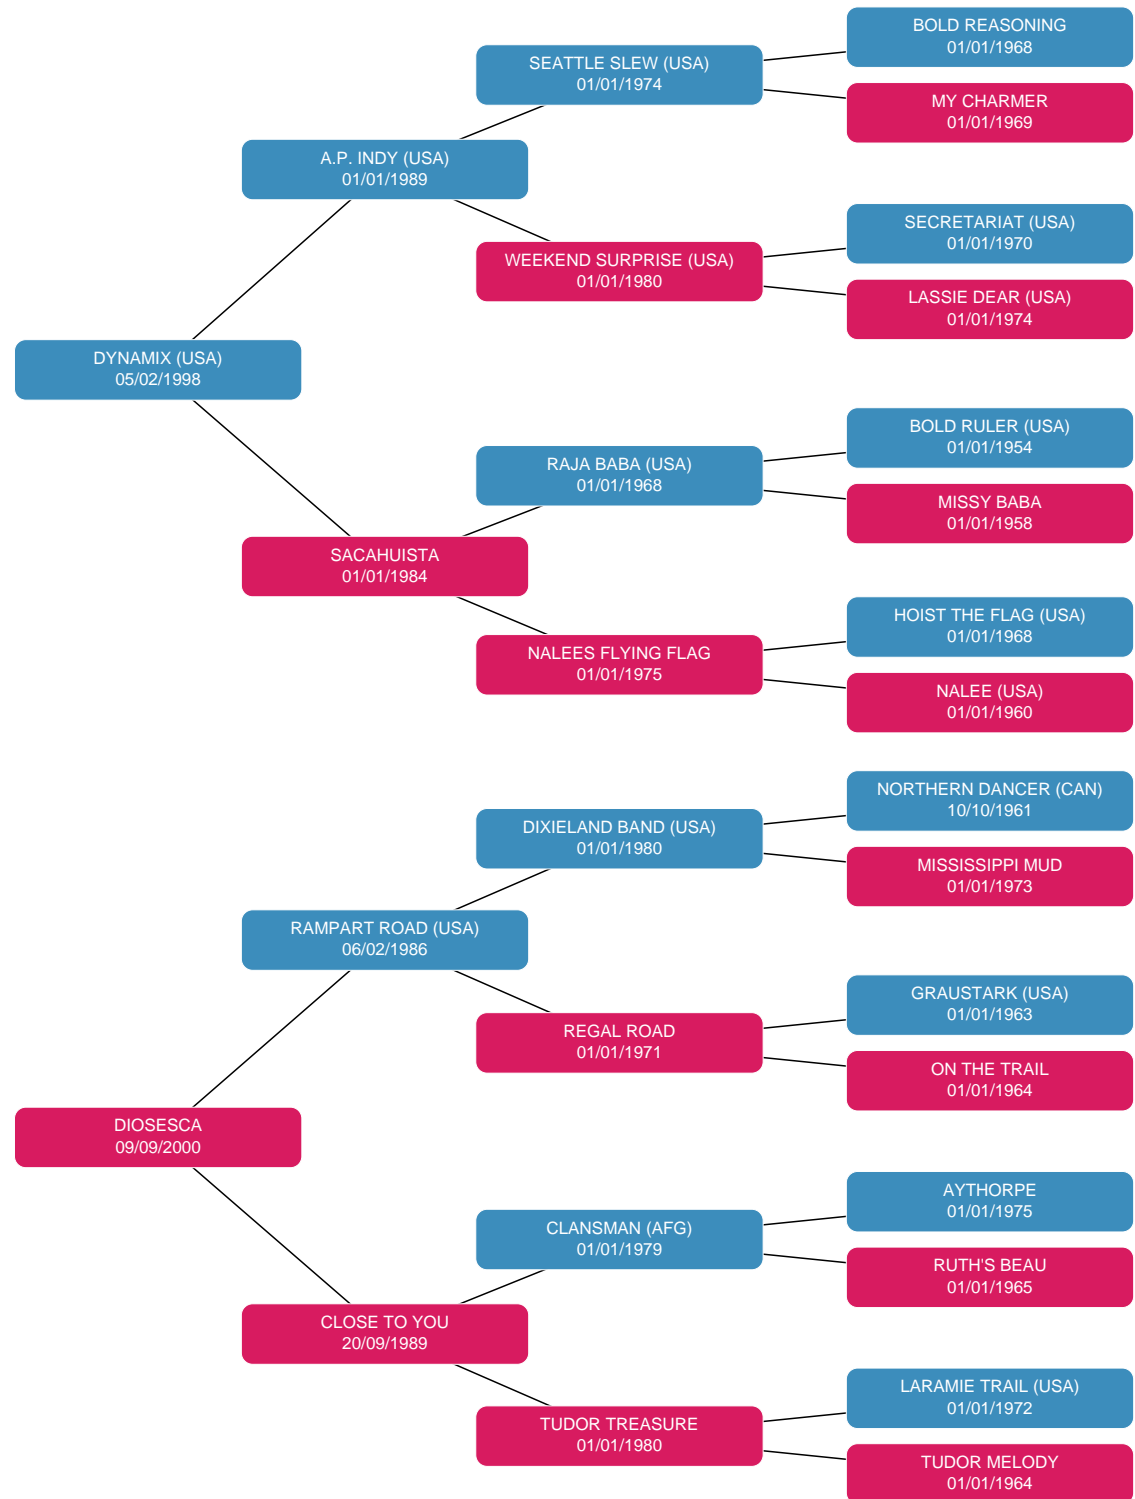 BOLD REASONING
01/01/1968
SEATTLE SLEW (USA)
01/01/1974
MY CHARMER
01/01/1969
A.P. INDY (USA)
01/01/1989
SECRETARIAT (USA)
01/01/1970
WEEKEND SURPRISE (USA)
01/01/1980
LASSIE DEAR (USA)
01/01/1974
DYNAMIX (USA)
05/02/1998
BOLD RULER (USA)
01/01/1954
RAJA BABA (USA)
01/01/1968
MISSY BABA
01/01/1958
SACAHUISTA
01/01/1984
HOIST THE FLAG (USA)
01/01/1968
NALEES FLYING FLAG
01/01/1975
NALEE (USA)
01/01/1960
NORTHERN DANCER (CAN)
10/10/1961
DIXIELAND BAND (USA)
01/01/1980
MISSISSIPPI MUD
01/01/1973
RAMPART ROAD (USA)
06/02/1986
GRAUSTARK (USA)
01/01/1963
REGAL ROAD
01/01/1971
ON THE TRAIL
01/01/1964
DIOSESCA
09/09/2000
AYTHORPE
01/01/1975
CLANSMAN (AFG)
01/01/1979
RUTH'S BEAU
01/01/1965
CLOSE TO YOU
20/09/1989
LARAMIE TRAIL (USA)
01/01/1972
TUDOR TREASURE
01/01/1980
TUDOR MELODY
01/01/1964